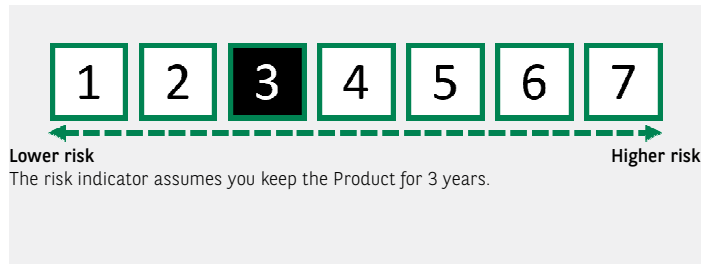 1 2 3 4 5 6 7
Lower risk Higher risk
The risk indicator assumes you keep the Product for 3 years.